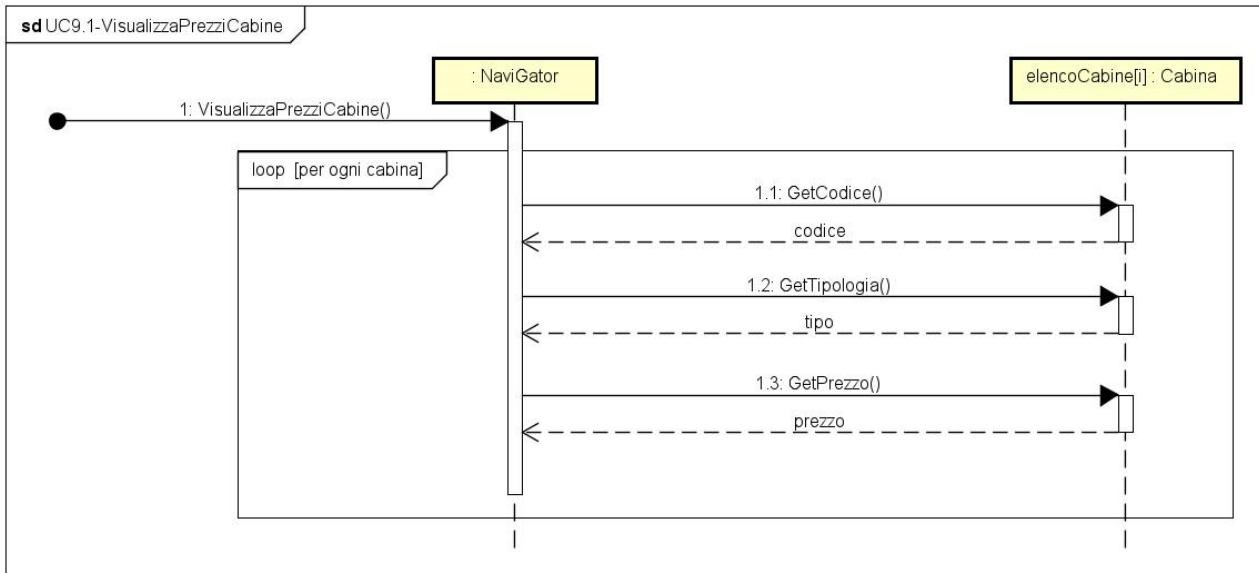 sd UC9.1-VisualizzaPrezziCabine
: NaviGator
elencoCabine[i] : Cabina
1: VisualizzaPrezziCabine()
loop [per ogni cabina]
1.1: GetCodice()
codice
1.2: GetTipologia()
tipo
1.3: GetPrezzo()
prezzo